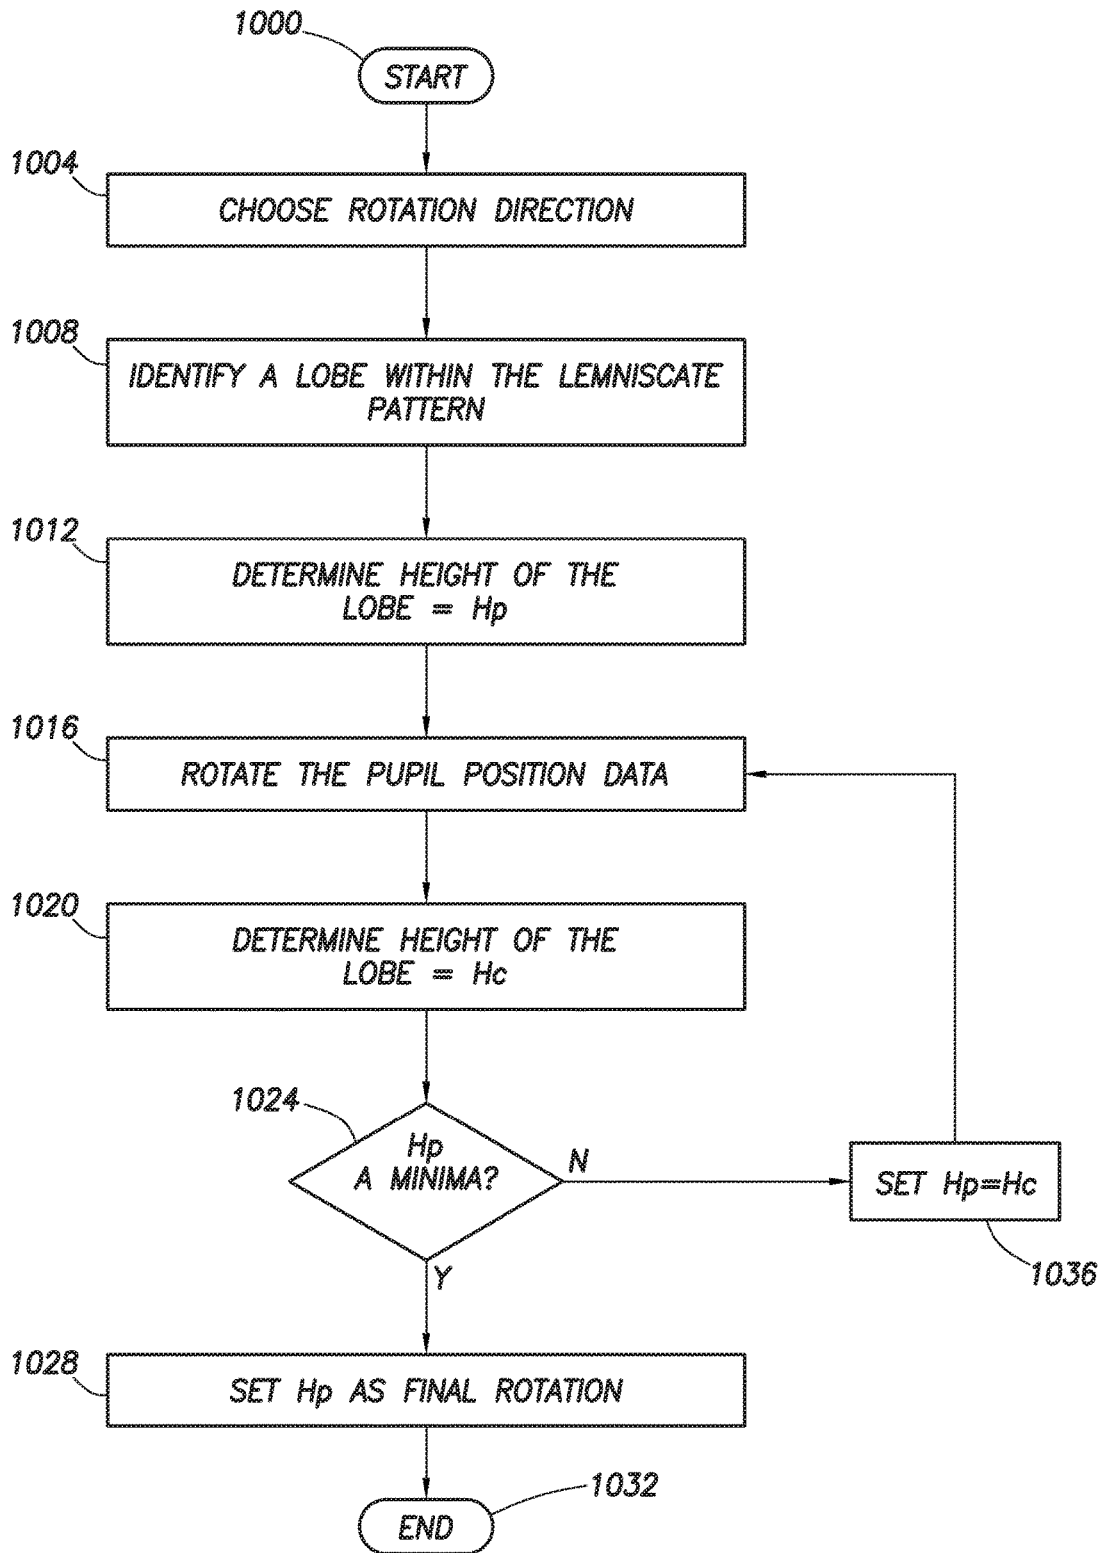 1000
START
1004
CHOOSE ROTATION DIRECTION
1008
IDENTIFY A LOBE WITHIN THE LEMNISCATE
PATTERN
1012
DETERMINE HEIGHT OF THE
LOBE = Hp
1016
ROTATE THE PUPIL POSITION DATA
1020
DETERMINE HEIGHT OF THE
LOBE = Hc
1024
Hp
A MINIMA?
N
SET Hp=Hc
1036
Y
1028
SET Hp AS FINAL ROTATION
1032
END